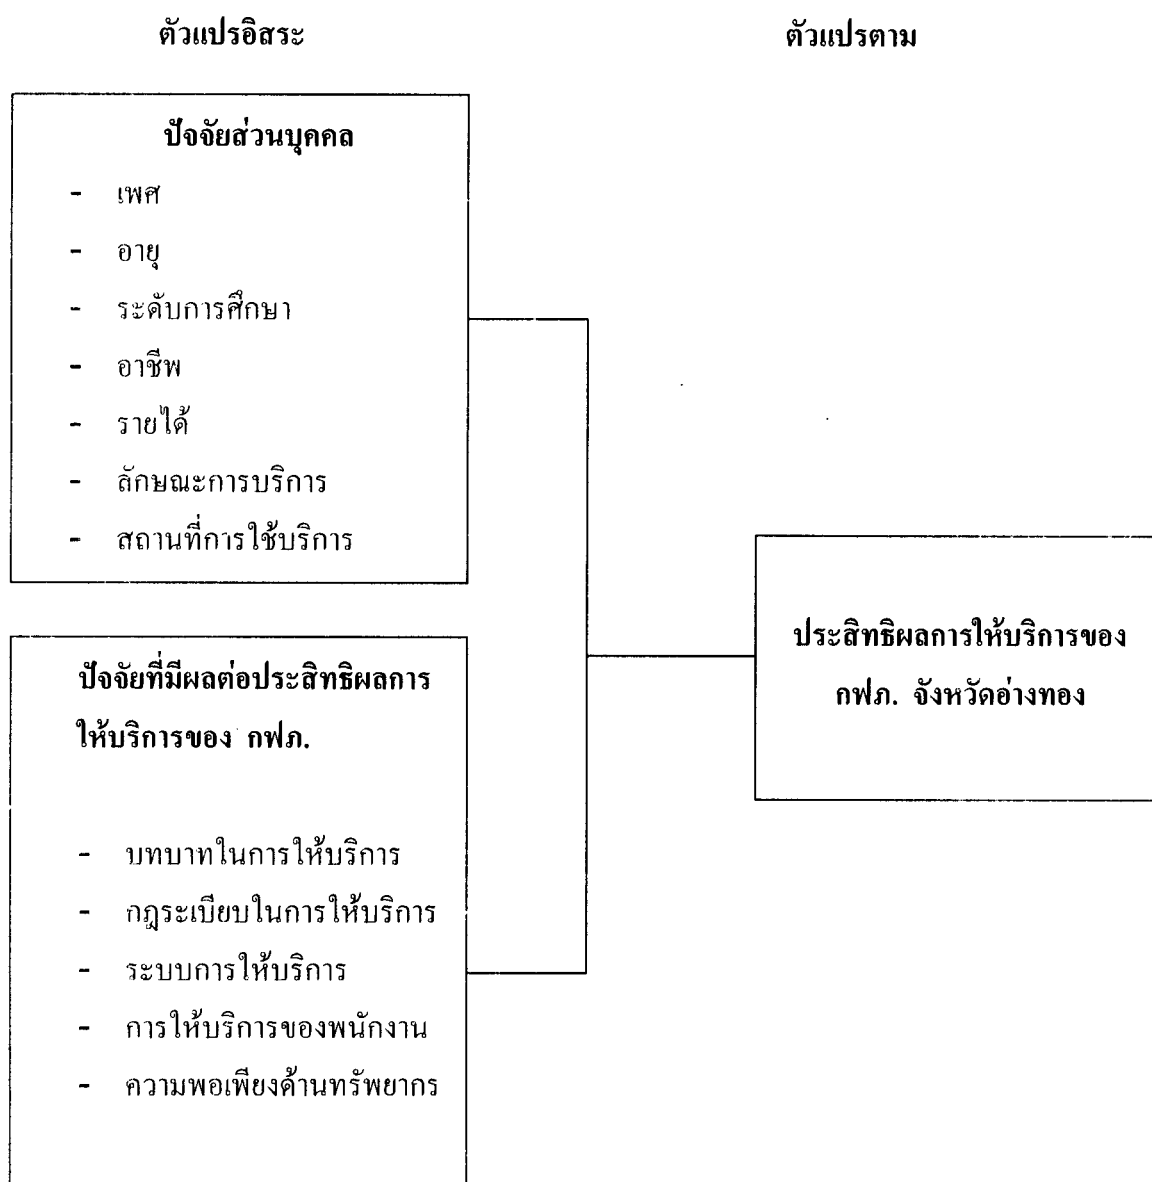 ตัวแปรอิสระ
ตัวแปรตาม
ปัจจัยส่วนบุคคล
- เพศ
- อายุ
- ระดับการศึกษา
- อาชีพ
- รายได้
- ลักษณะการบริการ
- สถานที่การใช้บริการ
ปัจจัยที่มีผลต่อประสิทธิผลการ
ให้บริการของ กฟภ.
- บทบาทในการให้บริการ
- กฎระเบียบในการให้บริการ
- ระบบการให้บริการ
- การให้บริการของพนักงาน
- ความพอเพียงด้านทรัพยากร
ประสิทธิผลการให้บริการของ
กฟภ. จังหวัดอ่างทอง